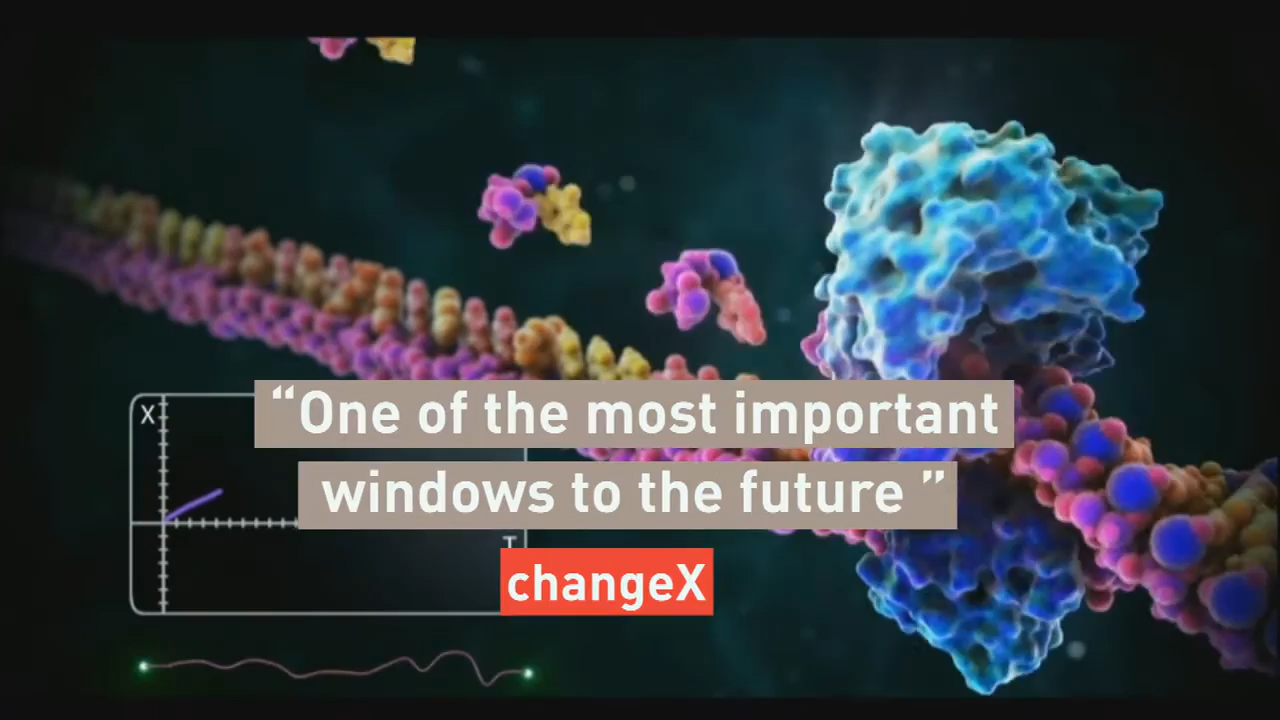 “One of the most important
windows to the future ”
X
T
changeX